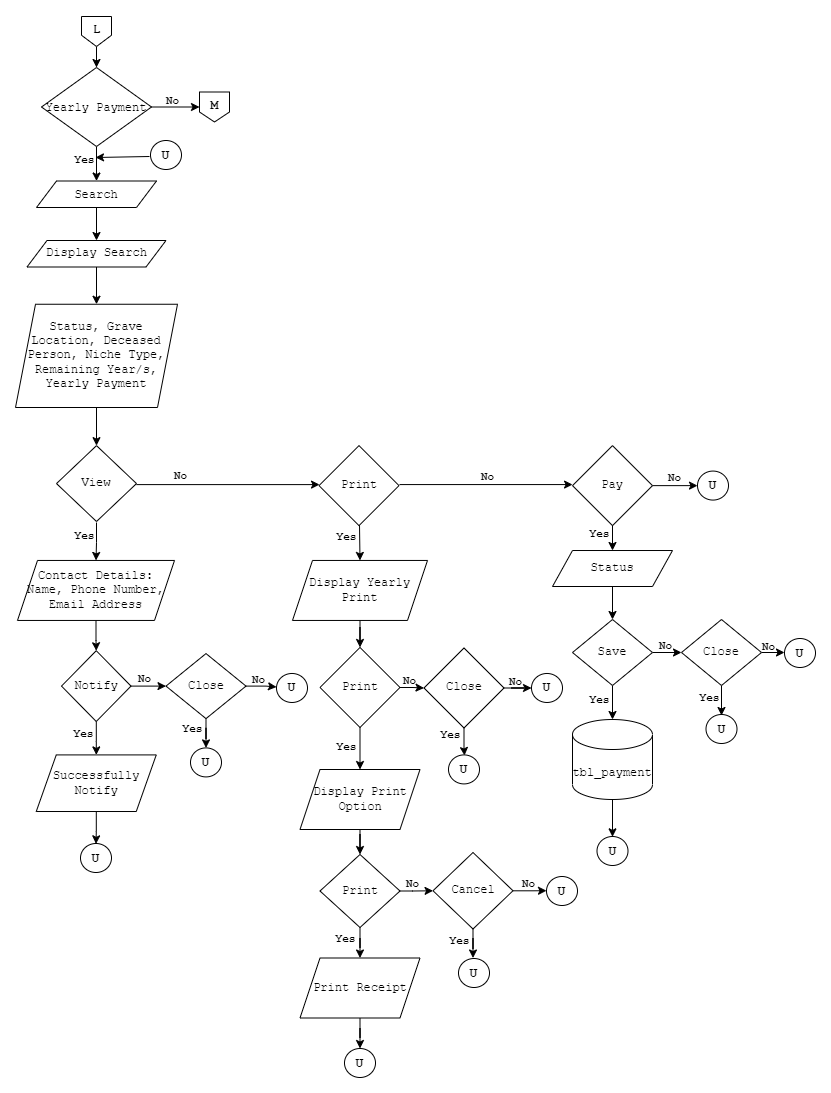 L
Yearly Payment
No
M
Yes
U
Search
Display Search
Status, Grave
Location, Deceased
Person, Niche Type,
Remaining Year/s,
Yearly Payment
View
No
Print
No
Pay
No
U
Yes
Yes
Yes
Contact Details:
Name, Phone Number,
Email Address
Display Yearly
Print
Status
Notify
No
Close
No
U
Print
No
Close
No
U
Save
No
Close
No
U
Yes
Yes
Yes
Yes
Yes
Yes
Successfully
Notify
U
Display Print
Option
U
tbl_payment
U
U
U
Print
No
Cancel
No
U
Yes
Yes
Print Receipt
U
U